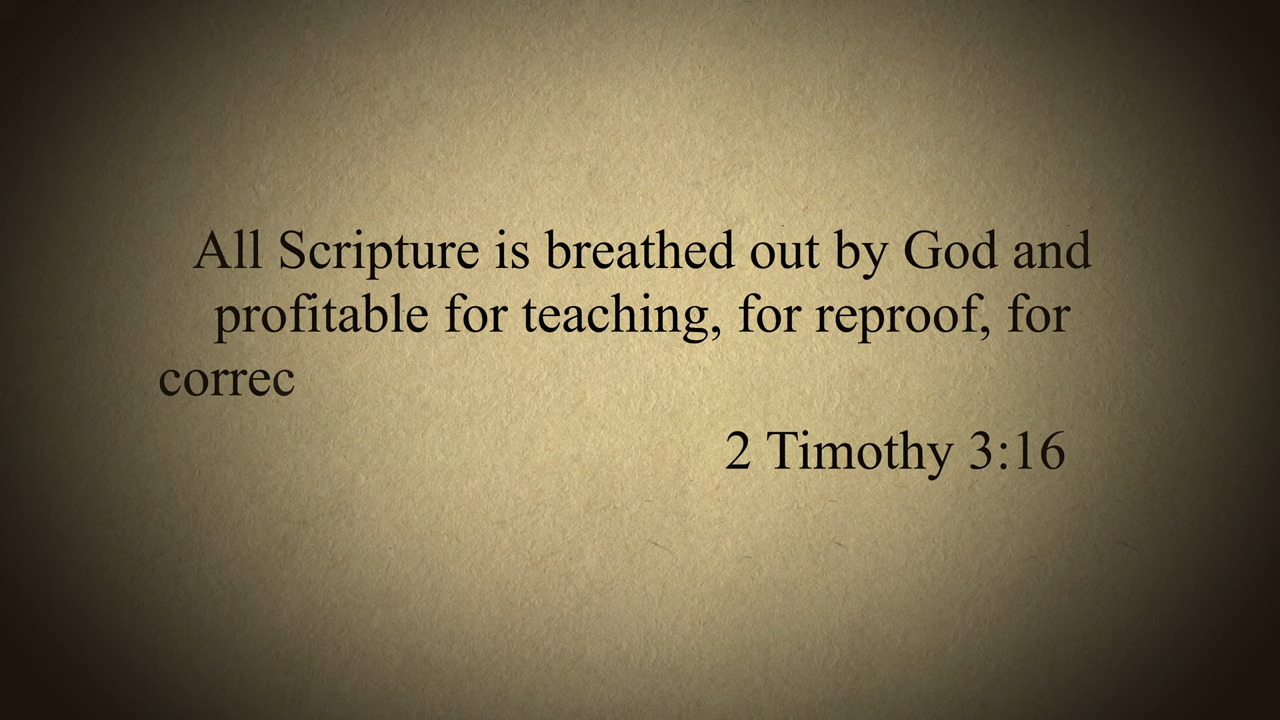 All Scripture is breathed out by God and
profitable for teaching, for reproof, for
correc
2 Timothy 3:16